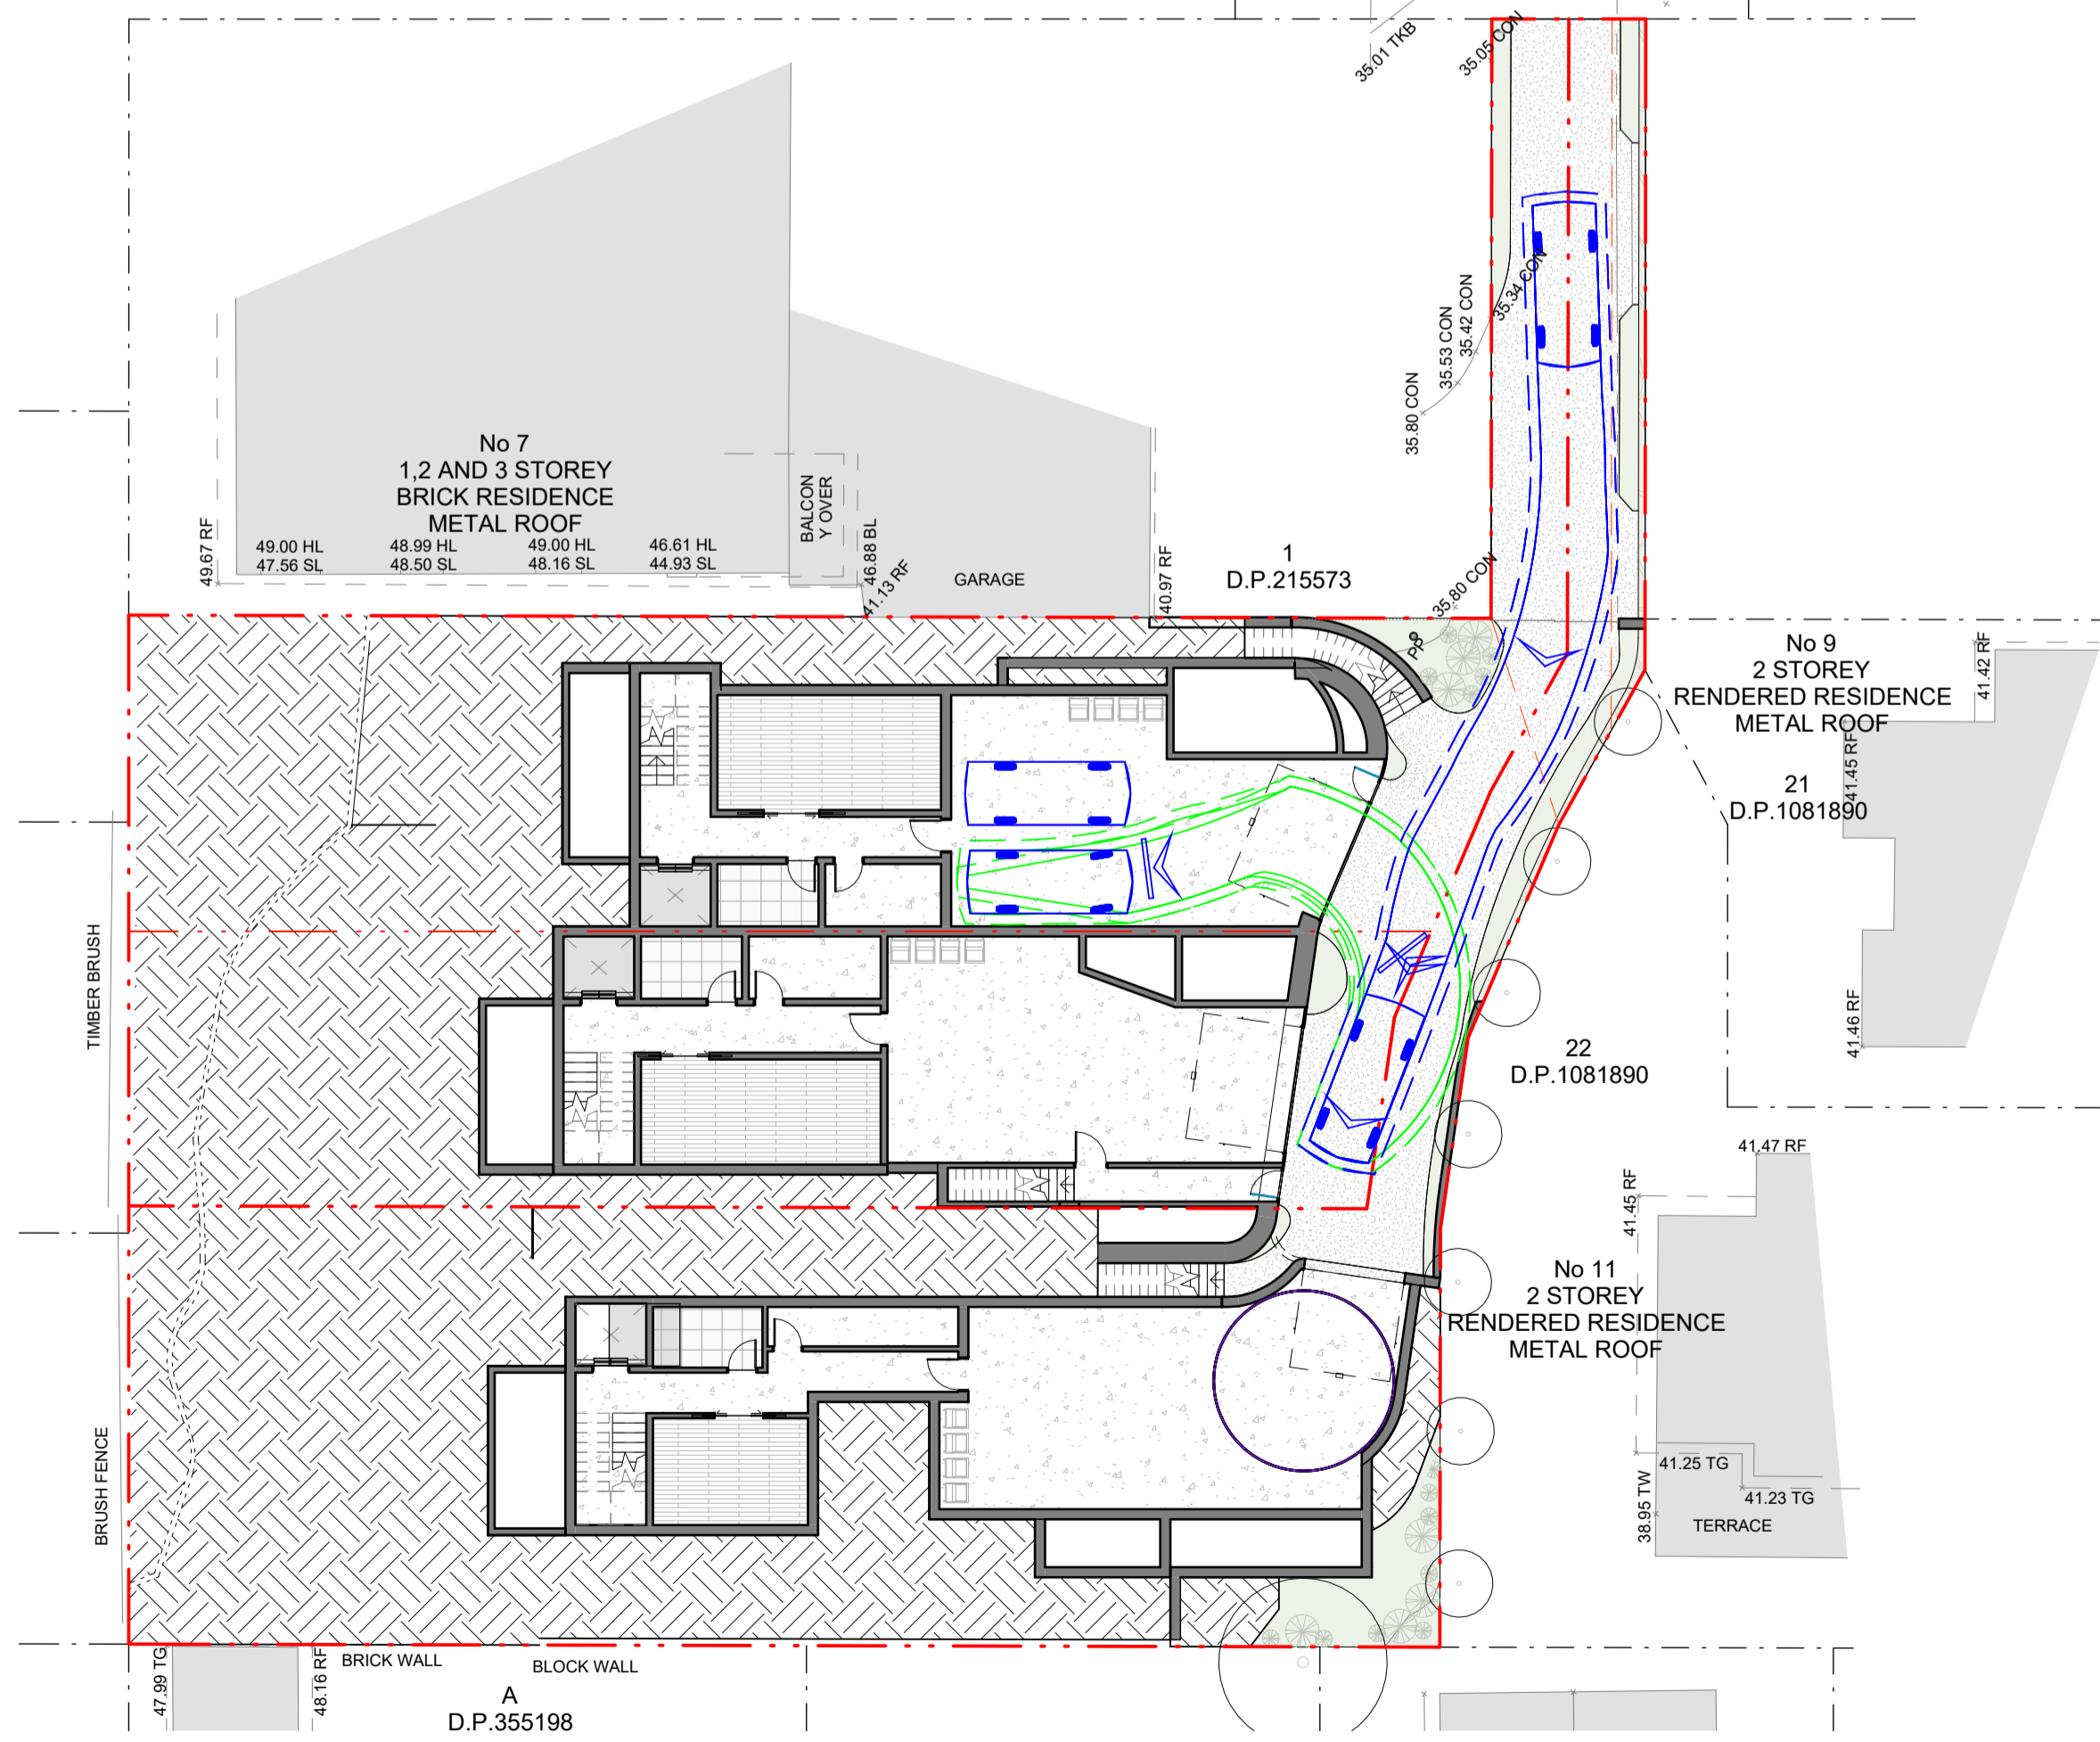 35.01 TKB
35.05 CON
35.34 CON
35.42 CON
35.53 CON
35.80 CON
No 7
1,2 AND 3 STOREY
BRICK RESIDENCE
METAL ROOF
BALCON
Y OVER
49.67 RF
49.00 HL
47.56 SL
48.99 HL
48.50 SL
49.00 HL
48.16 SL
46.61 HL
44.93 SL
46.88 BL
41.13 RF
GARAGE
40.97 RF
1
D.P.215573
35.80 CON
PP
No 9
2 STOREY
RENDERED RESIDENCE
METAL ROOF
41.42 RF
41.45 RF
21
D.P.1081890
41.46 RF
TIMBER BRUSH
22
D.P.1081890
41.47 RF
41.45 RF
No 11
2 STOREY
RENDERED RESIDENCE
METAL ROOF
41.25 TG
41.23 TG
38.95 TW
TERRACE
BRUSH FENCE
47.99 TG
48.16 RF
BRICK WALL
BLOCK WALL
A
D.P.355198